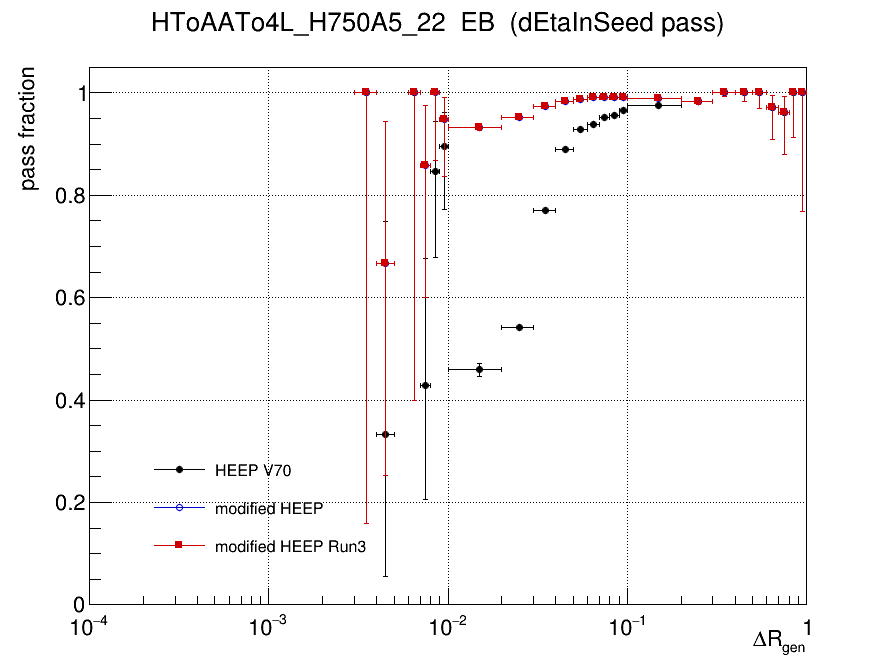 HToAATo4L_H750A5_22 EB (dEtaInSeed pass)
pass fraction
1
0.8
0.6
0.4
0.2
0
HEEP V70
modified HEEP
modified HEEP Run3
10⁻⁴ 10⁻³ 10⁻² 10⁻¹ 1
ΔR_gen